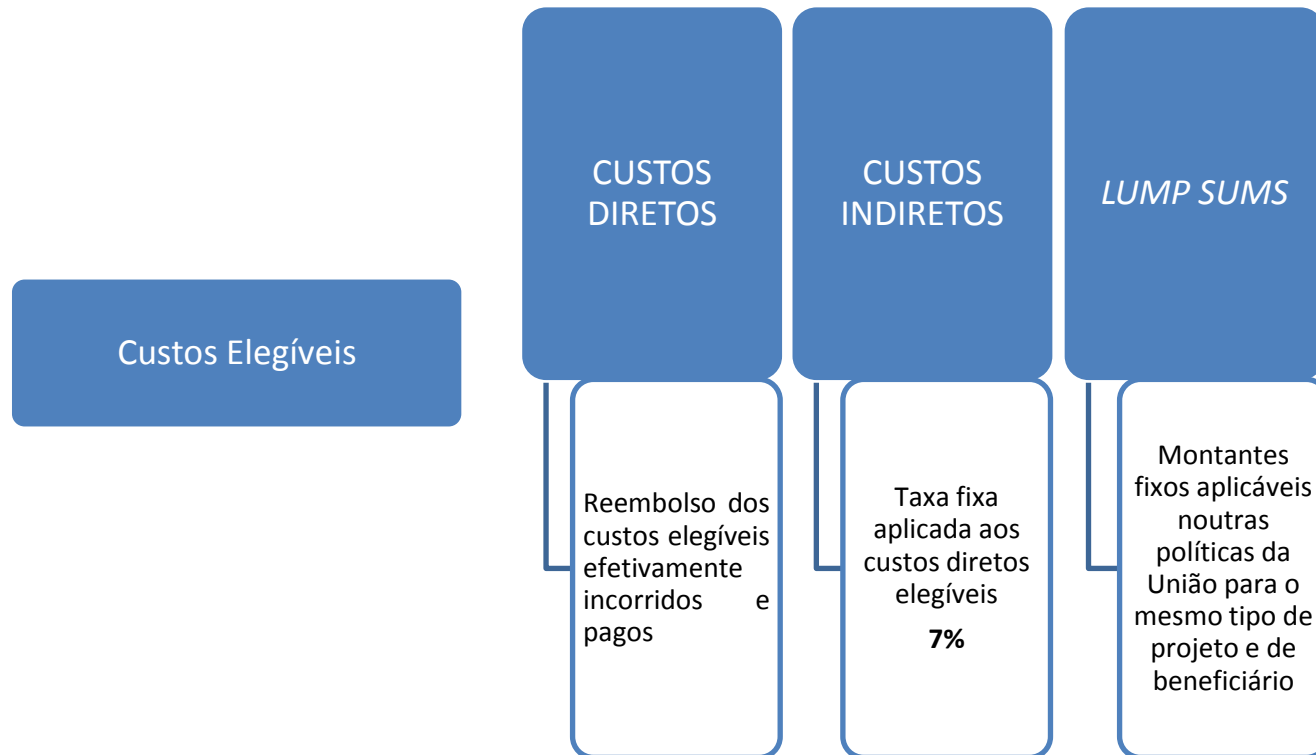 Custos Elegíveis
CUSTOS
DIRETOS
Reembolso dos
custos elegíveis
efetivamente
incorridos e
pagos
CUSTOS
INDIRETOS
Taxa fixa
aplicada aos
custos diretos
elegíveis
7%
LUMP SUMS
Montantes
fixos aplicáveis
noutras
políticas da
União para o
mesmo tipo de
projeto e de
beneficiário